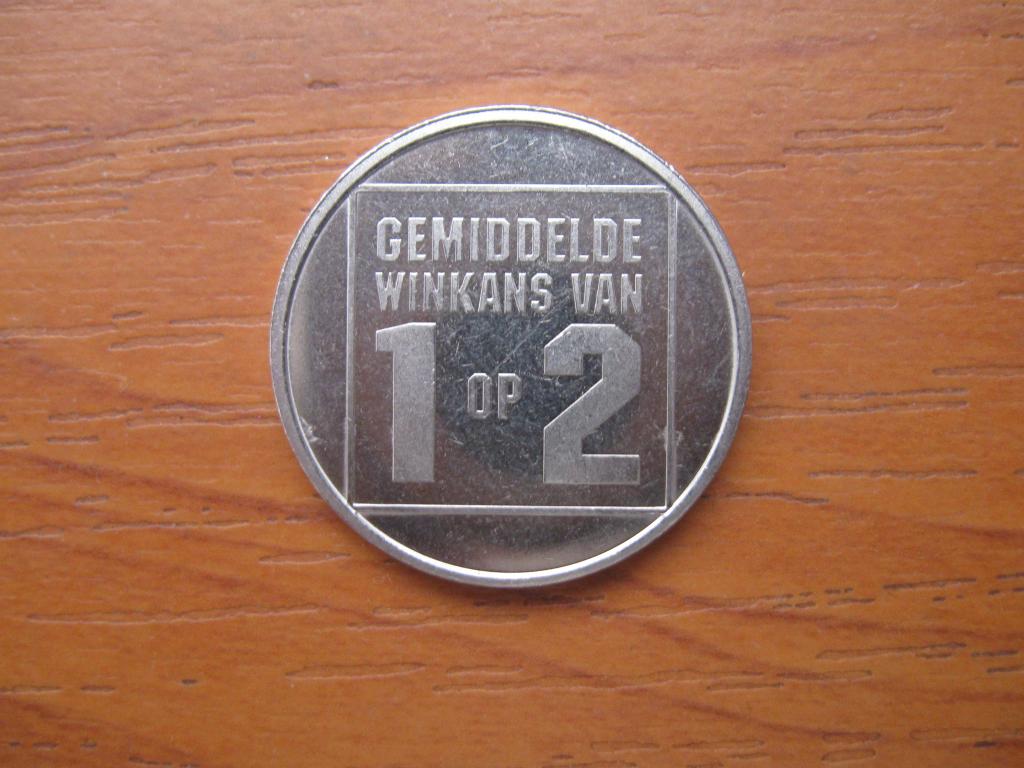 GEMIDDELDE
WINKANS VAN
1 OP 2